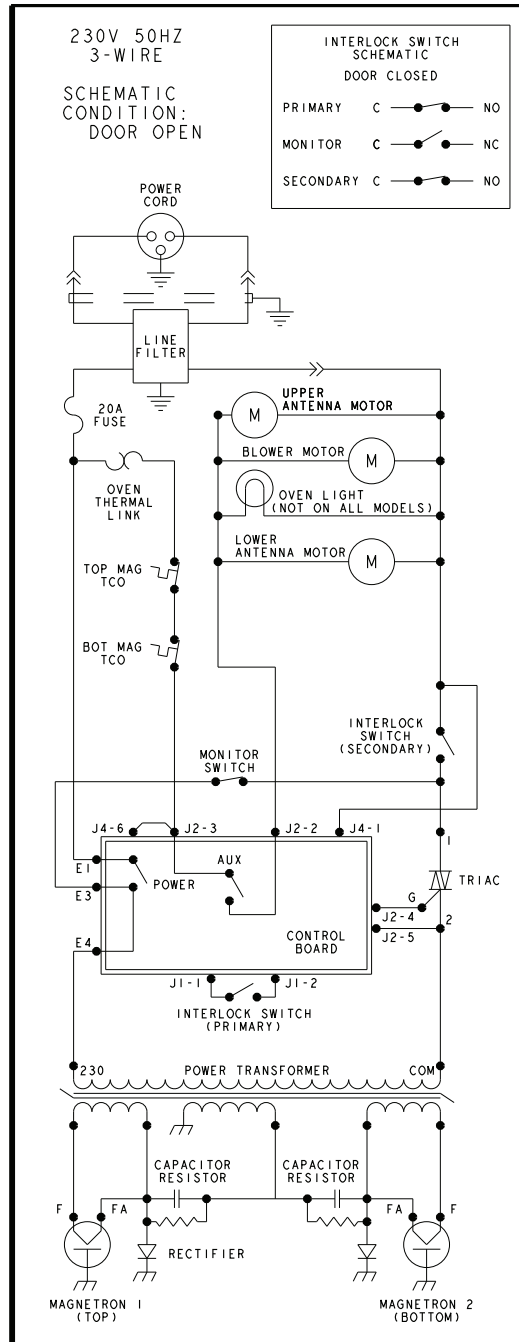 230V 50HZ
3-WIRE
SCHEMATIC
CONDITION:
DOOR OPEN
INTERLOCK SWITCH
SCHEMATIC
DOOR CLOSED
PRIMARY C NO
MONITOR C NC
SECONDARY C NO
POWER
CORD
LINE
FILTER
20A
FUSE
OVEN
THERMAL
LINK
UPPER
ANTENNA MOTOR
M
BLOWER MOTOR
M
OVEN LIGHT
(NOT ON ALL MODELS)
LOWER
ANTENNA MOTOR
M
TOP MAG
TCO
BOT MAG
TCO
INTERLOCK
SWITCH
(SECONDARY)
MONITOR
SWITCH
J4-6 J2-3 J2-2 J4-1
1
E1
POWER
AUX
TRIAC
E3
G
J2-4
2
E4
CONTROL
BOARD
J2-5
J1-1 J1-2
INTERLOCK SWITCH
(PRIMARY)
230 POWER TRANSFORMER COM
CAPACITOR
RESISTOR
CAPACITOR
RESISTOR
F FA
FA F
RECTIFIER
MAGNETRON 1
(TOP)
MAGNETRON 2
(BOTTOM)